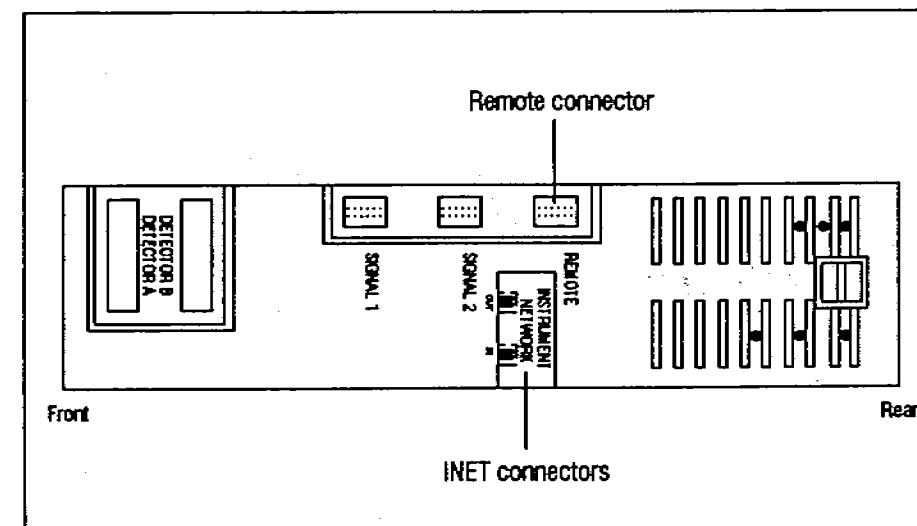 Remote connector
DETECTOR B
DETECTOR A
SIGNAL 1
SIGNAL 2
REMOTE
INSTRUMENT
NETWORK
OUT
IN
Front
Rear
INET connectors